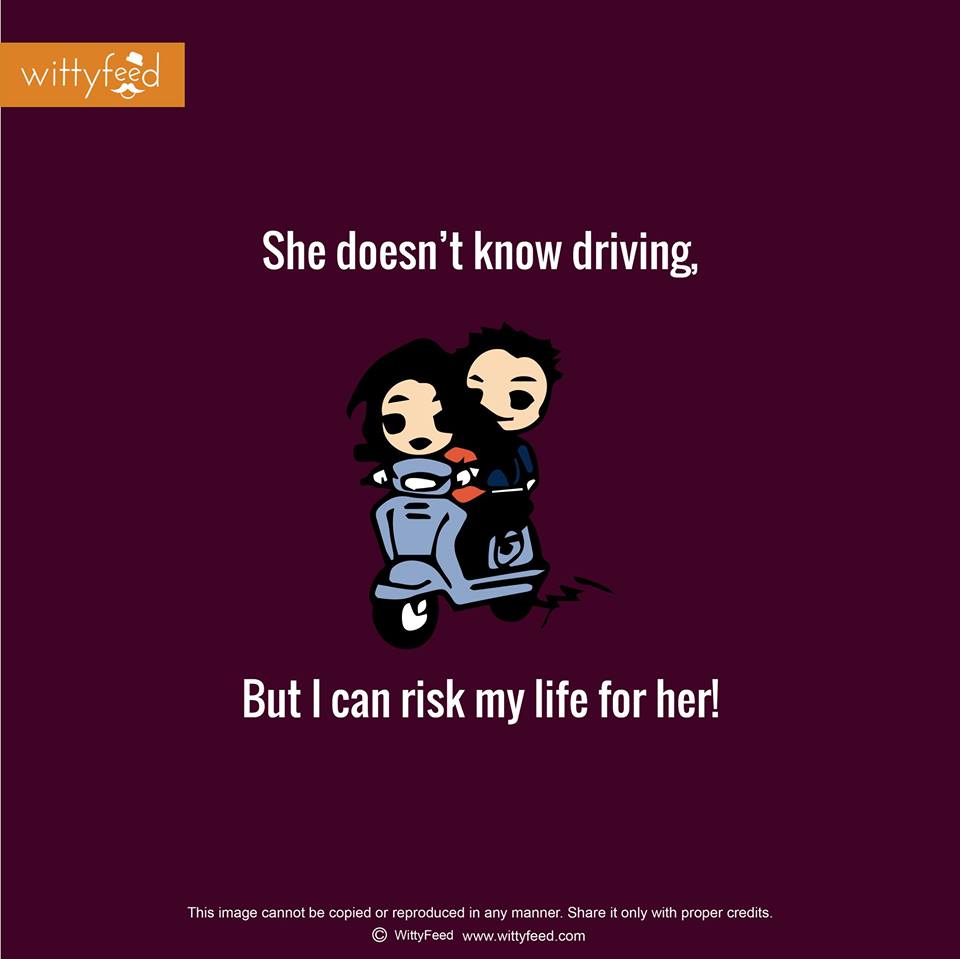 wittyfeed
She doesn’t know driving,
But I can risk my life for her!
This image cannot be copied or reproduced in any manner. Share it only with proper credits.
© WittyFeed www.wittyfeed.com